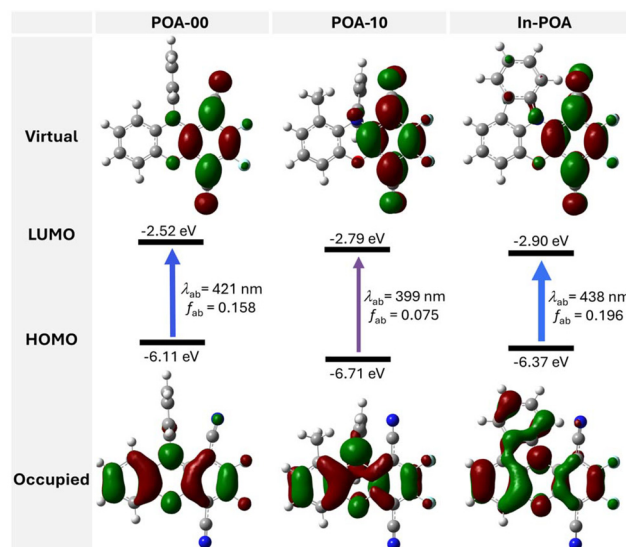 POA-00 POA-10 In-POA
Virtual
LUMO
-2.52 eV -2.79 eV -2.90 eV
λab= 421 nm λab= 399 nm λab= 438 nm
fab = 0.158 fab = 0.075 fab = 0.196
HOMO
-6.11 eV -6.71 eV -6.37 eV
Occupied